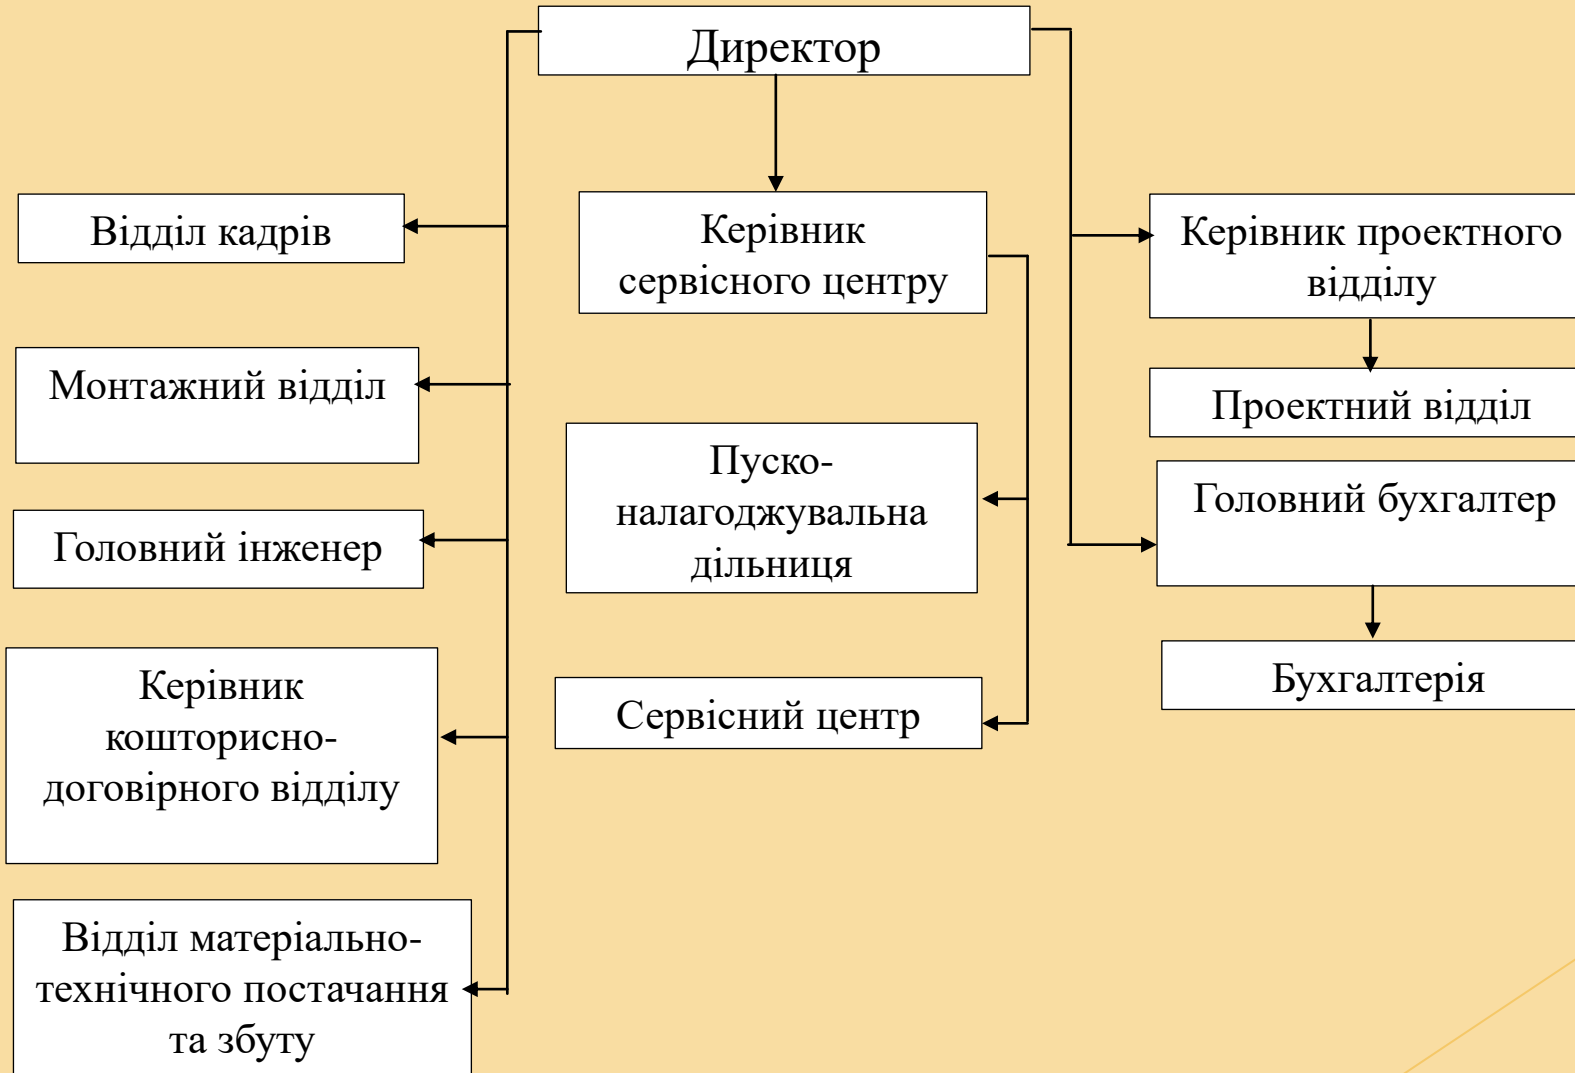 Директор
Відділ кадрів
Монтажний відділ
Головний інженер
Керівник
кошторисно-
договірного відділу
Відділ матеріально-
технічного постачання
та збуту
Керівник
сервісного центру
Пуско-
налагоджувальна
дільниця
Сервісний центр
Керівник проектного
відділу
Проектний відділ
Головний бухгалтер
Бухгалтерія